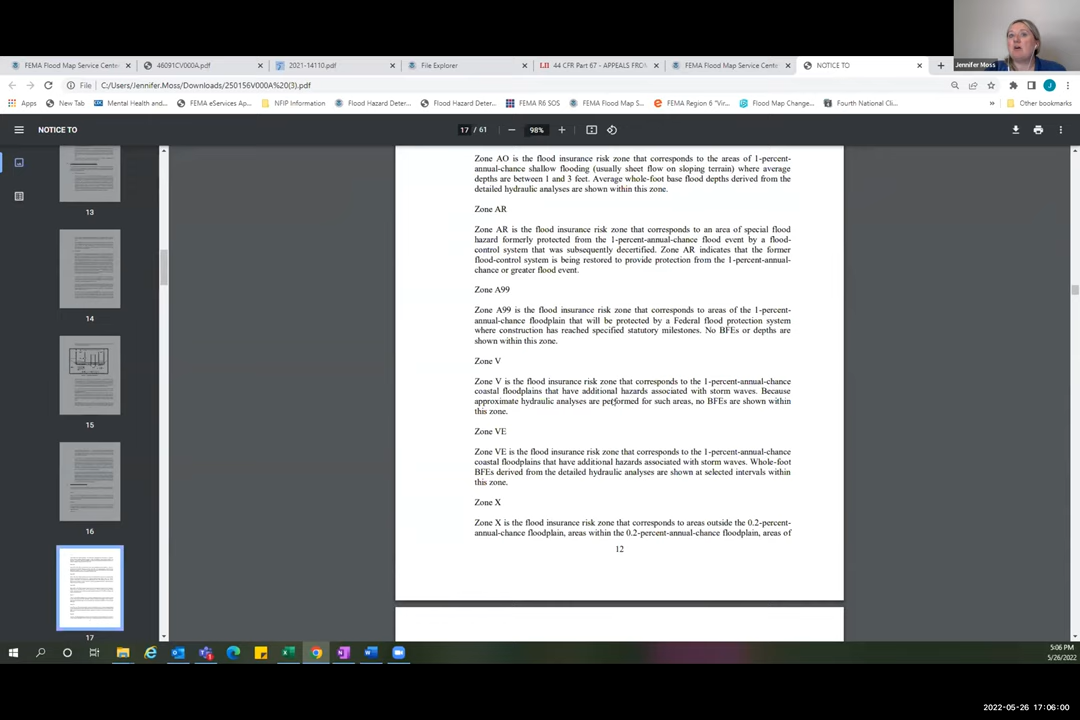 FEMA Flood Map Service Cente
46091CV000A.pdf
2021-14110.pdf
File Explorer
LII
44 CFR Part 67 - APPEALS FRO
FEMA Flood Map Service Cent
NOTICE TO
Jennifer Moss
File
C:/Users/Jennifer.Moss/Downloads/250156V000A%20(3).pdf
J
Apps
New Tab
Mental Health and...
FEMA eServices Ap...
NFIP Information
Flood Hazard Deter...
Flood Hazard Deter...
FEMA R6 SOS
FEMA Flood Map S...
FEMA Region 6 "Vir...
Flood Map Change...
Fourth National Cli...
Other bookmarks
NOTICE TO
17 / 61
98%
13
14
15
16
17
Zone AO is the flood insurance risk zone that corresponds to the areas of 1-percent-
annual-chance shallow flooding (usually sheet flow on sloping terrain) where average
depths are between 1 and 3 feet. Average whole-foot base flood depths derived from the
detailed hydraulic analyses are shown within this zone.
Zone AR
Zone AR is the flood insurance risk zone that corresponds to an area of special flood
hazard formerly protected from the 1-percent-annual-chance flood event by a flood-
control system that was subsequently decertified. Zone AR indicates that the former
flood-control system is being restored to provide protection from the 1-percent-annual-
chance or greater flood event.
Zone A99
Zone A99 is the flood insurance risk zone that corresponds to areas of the 1-percent-
annual-chance floodplain that will be protected by a Federal flood protection system
where construction has reached specified statutory milestones. No BFEs or depths are
shown within this zone.
Zone V
Zone V is the flood insurance risk zone that corresponds to the 1-percent-annual-chance
coastal floodplains that have additional hazards associated with storm waves. Because
approximate hydraulic analyses are performed for such areas, no BFEs are shown within
this zone.
Zone VE
Zone VE is the flood insurance risk zone that corresponds to the 1-percent-annual-chance
coastal floodplains that have additional hazards associated with storm waves. Whole-foot
BFEs derived from the detailed hydraulic analyses are shown at selected intervals within
this zone.
Zone X
Zone X is the flood insurance risk zone that corresponds to areas outside the 0.2-percent-
annual-chance floodplain, areas within the 0.2-percent-annual-chance floodplain, areas of
12
5:06 PM
5/26/2022
2022-05-26 17:06:00